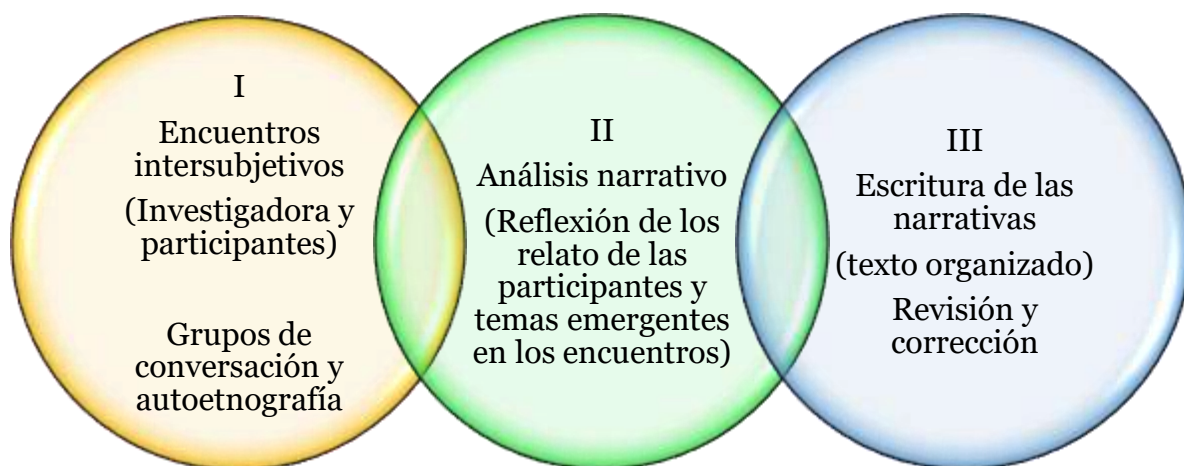 I
Encuentros
intersubjetivos
(Investigadora y
participantes)
Grupos de
conversación y
autoetnografía
II
Análisis narrativo
(Reflexión de los
relato de las
participantes y
temas emergentes
en los encuentros)
III
Escritura de las
narrativas
(texto organizado)
Revisión y
corrección